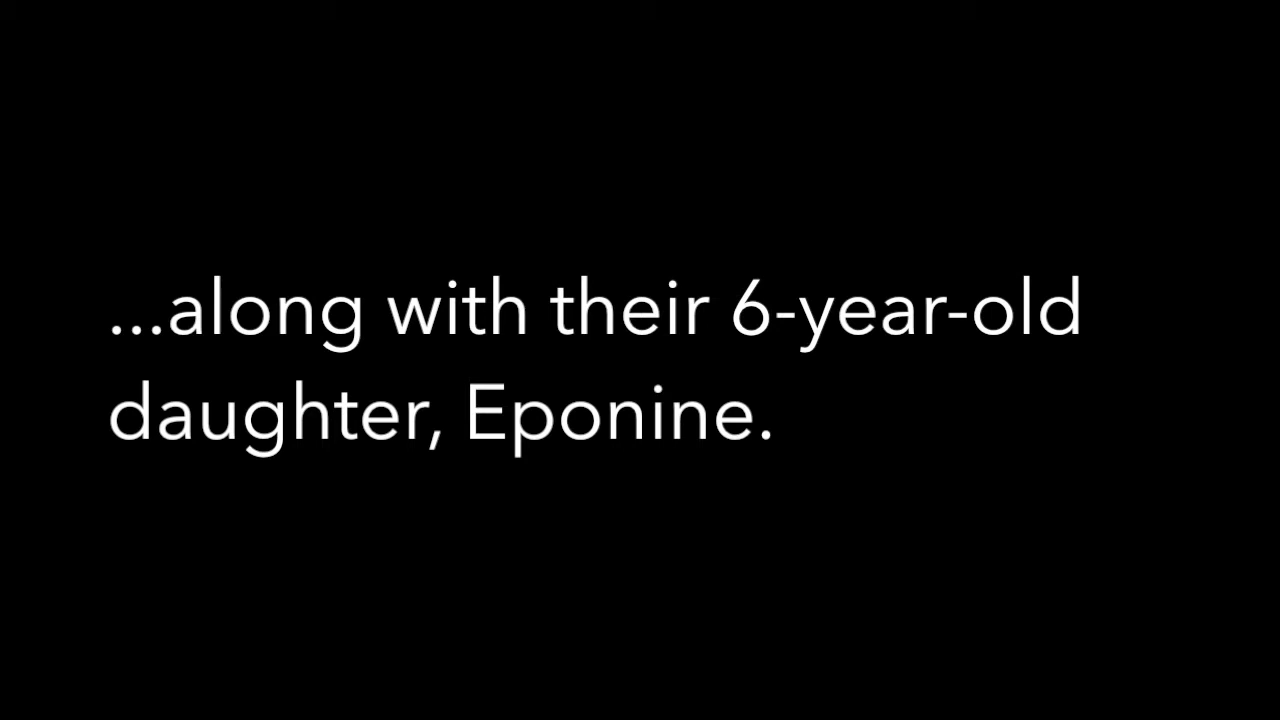 ...along with their 6-year-old
daughter, Eponine.